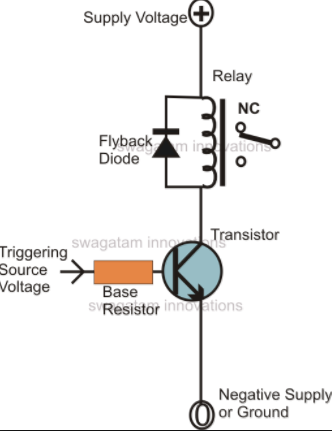 Supply Voltage
Relay
NC
Flyback
Diode
swagatam innovations
swagatam innovations
Transistor
Triggering
Source
Voltage
Base
Resistor
swagatam innovations
Negative Supply
or Ground